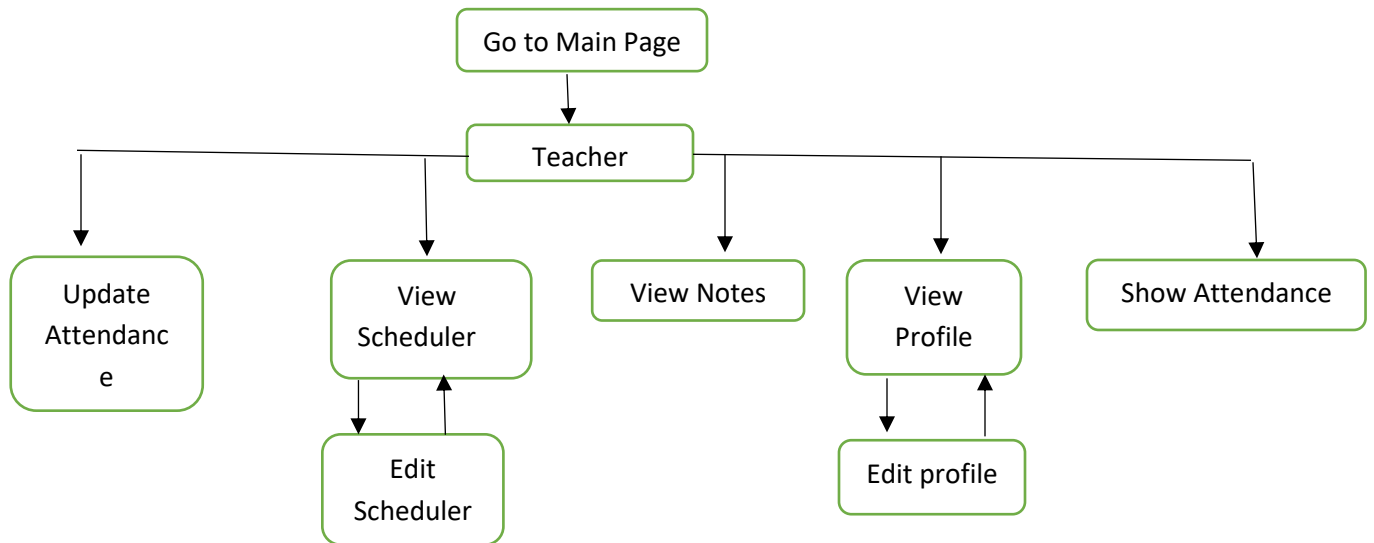 Go to Main Page
Teacher
Update
Attendanc
e
View
Scheduler
View Notes
View
Profile
Show Attendance
Edit
Scheduler
Edit profile